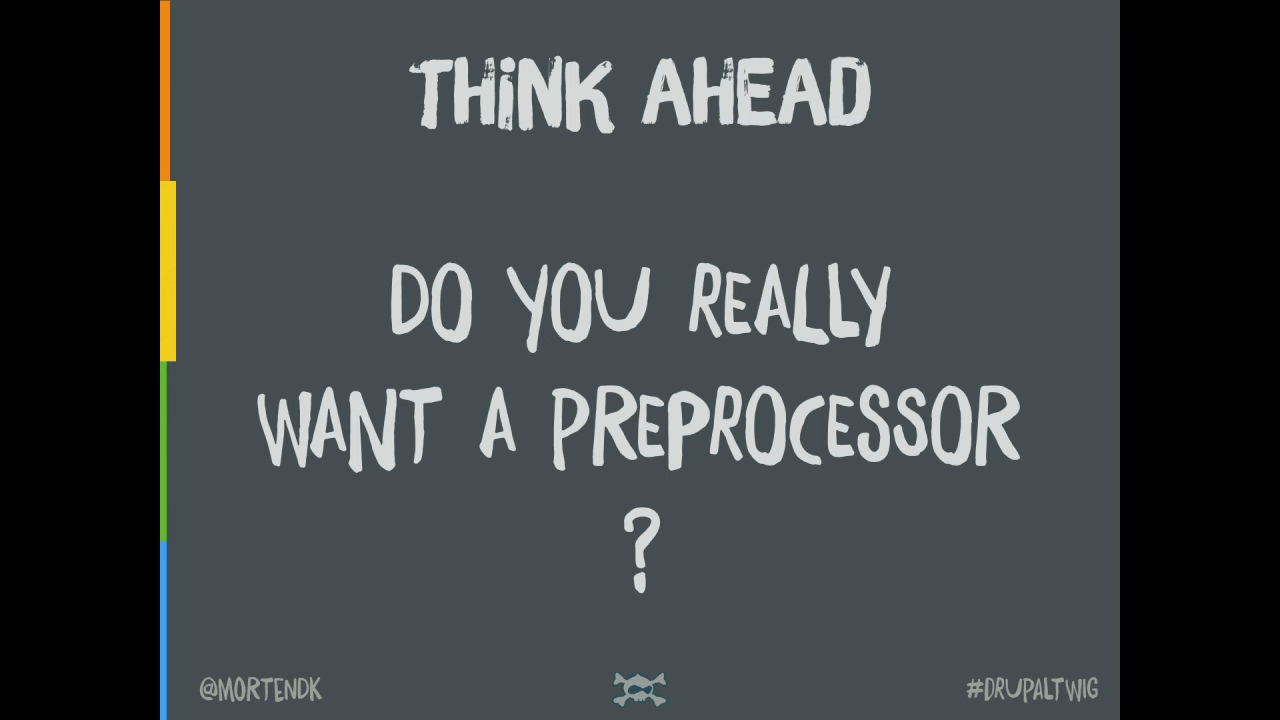 THiNK AHEAD
DO YOU REALLY
WANT A PREPROCESSOR
?
@MORTENDK
#DRUPALTWIG